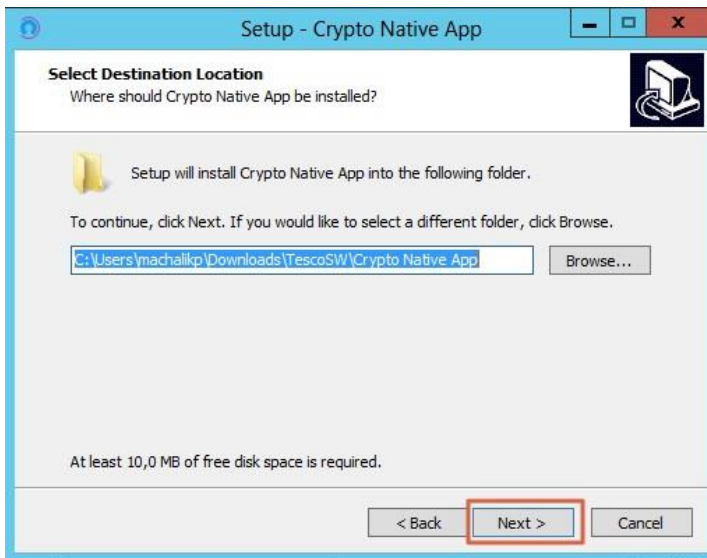 Setup - Crypto Native App
Select Destination Location
Where should Crypto Native App be installed?
Setup will install Crypto Native App into the following folder.
To continue, click Next. If you would like to select a different folder, click Browse.
C:\Users\machalikp\Downloads\TescoSW\Crypto Native App
Browse...
At least 10,0 MB of free disk space is required.
< Back
Next >
Cancel